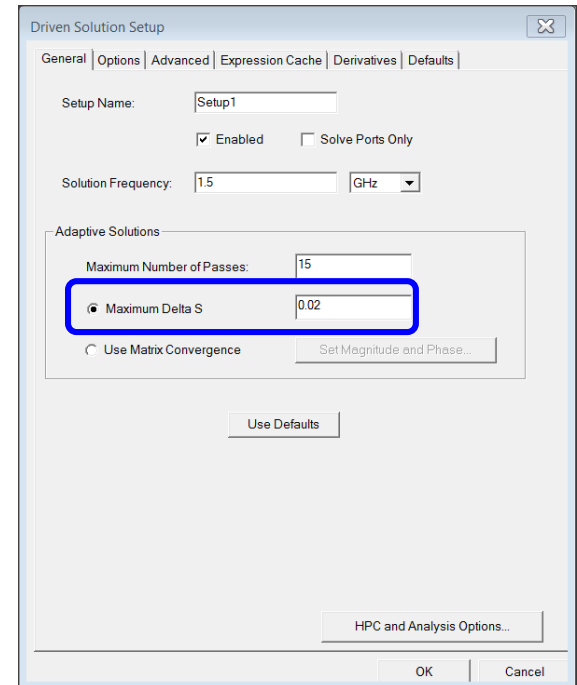 Driven Solution Setup
General Options Advanced Expression Cache Derivatives Defaults
Setup Name: Setup1
Enabled Solve Ports Only
Solution Frequency: 1.5 GHz
Adaptive Solutions
Maximum Number of Passes: 15
Maximum Delta S 0.02
Use Matrix Convergence Set Magnitude and Phase...
Use Defaults
HPC and Analysis Options...
OK Cancel